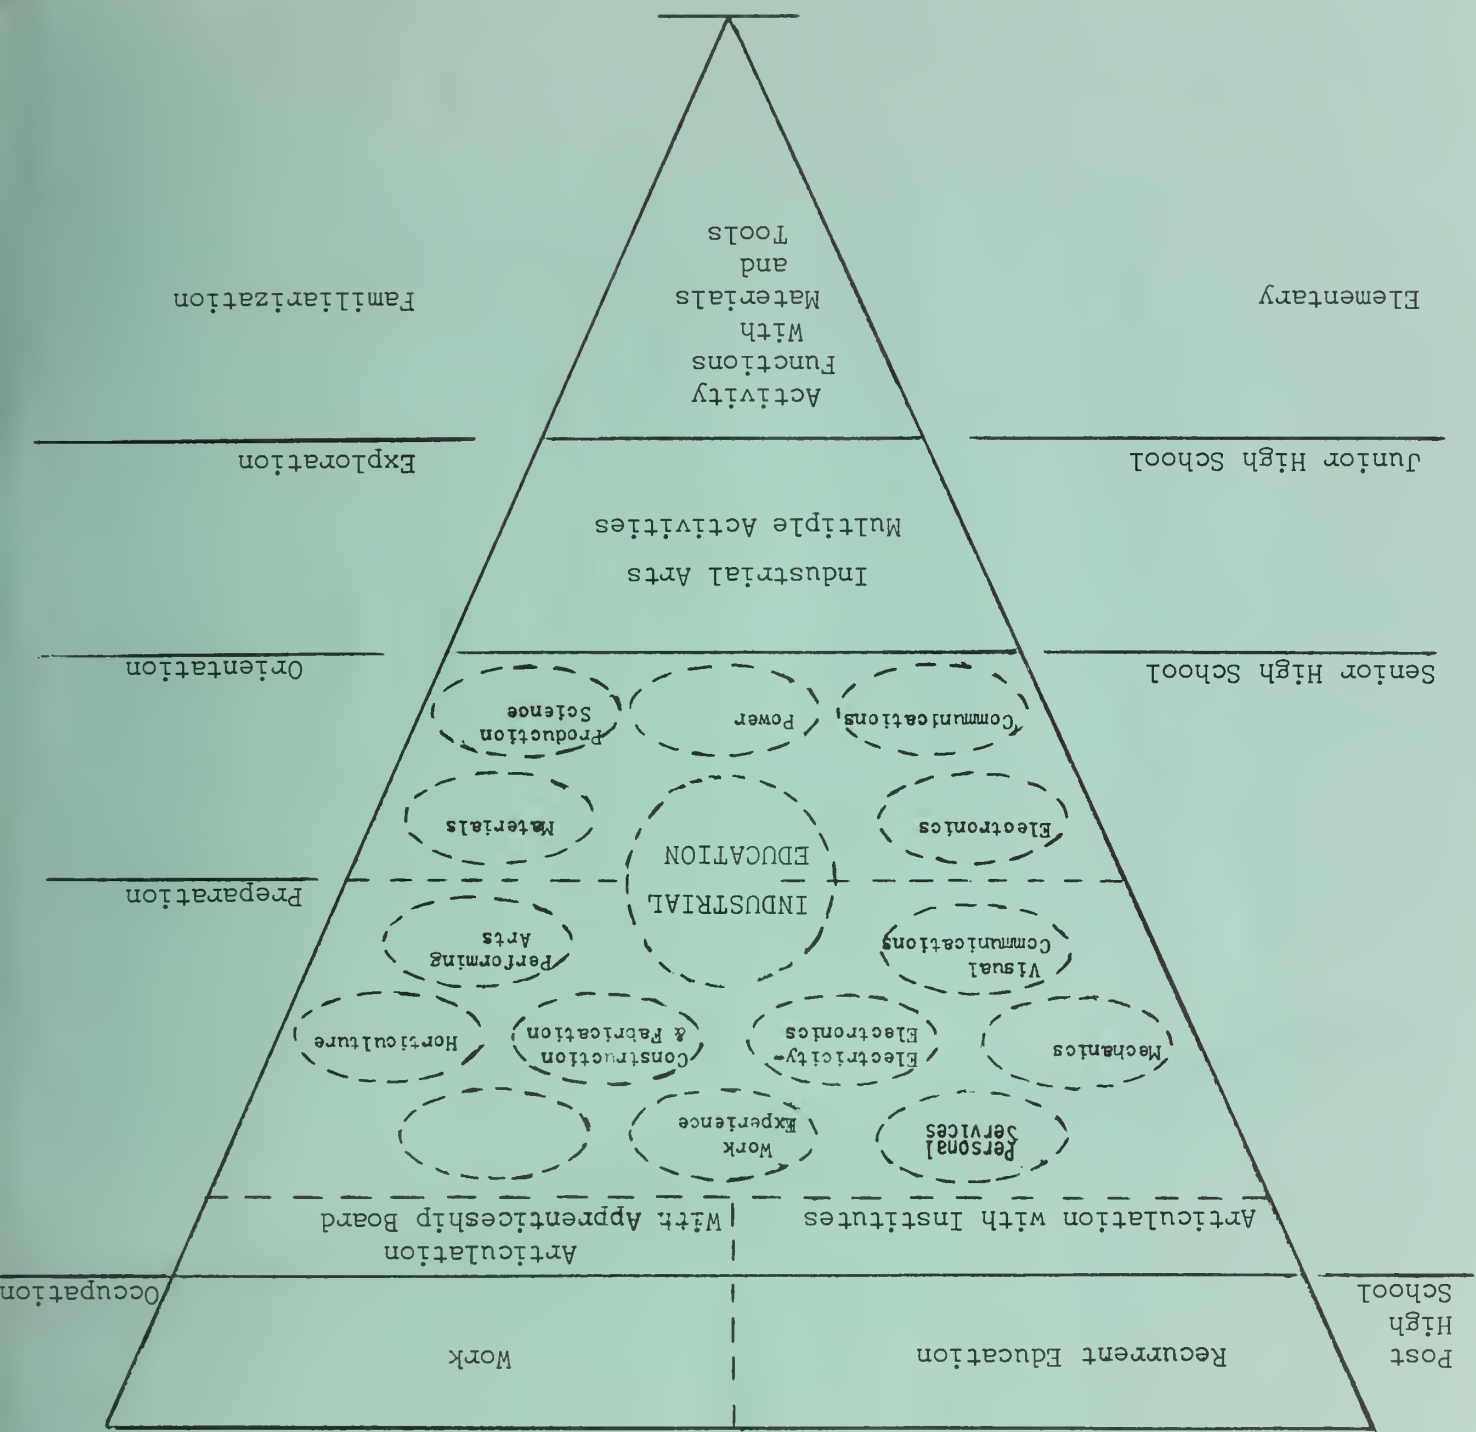 Post
High
School
Recurrent Education
Work
Occupation
Articulation with Institutes
Articulation
With Apprenticeship Board
Personal
Services
Work
Experience
Mechanics
Electricity-
Electronics
Construction
& Fabrication
Horticulture
Visual
Communications
Performing
Arts
INDUSTRIAL
EDUCATION
Preparation
Electronics
Materials
Communications
Power
Production
Science
Senior High School
Orientation
Industrial Arts
Multiple Activities
Junior High School
Exploration
Activity
Functions
With
Materials
and
Tools
Elementary
Familiarization